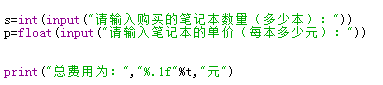 s=int(input("请输入购买的笔记本数量（多少本）："))
p=float(input("请输入笔记本的单价（每本多少元）："))
print("总费用为：","%.1f"%t,"元")